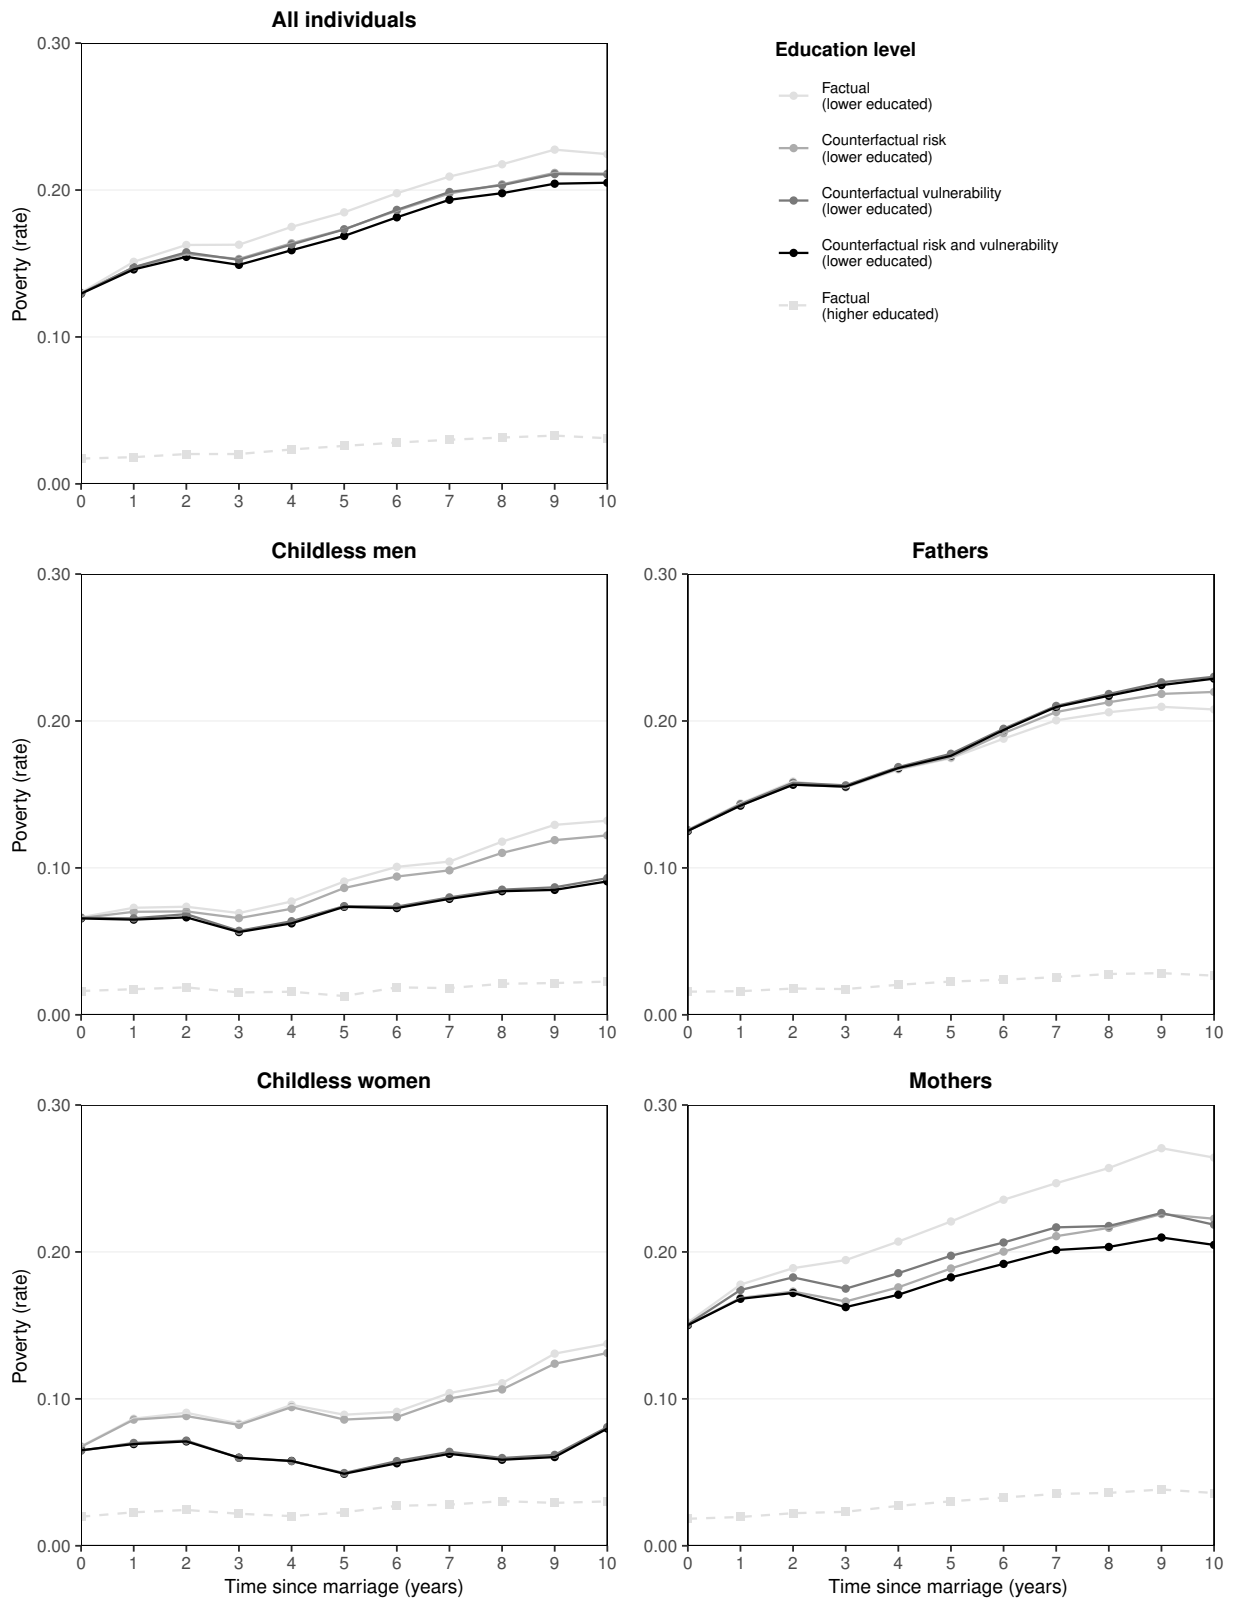 All individuals
Education level
Factual
(lower educated)
Counterfactual risk
(lower educated)
Counterfactual vulnerability
(lower educated)
Counterfactual risk and vulnerability
(lower educated)
Factual
(higher educated)
Poverty (rate)
0.30
0.20
0.10
0.00
0 1 2 3 4 5 6 7 8 9 10
Childless men
Poverty (rate)
0.30
0.20
0.10
0.00
0 1 2 3 4 5 6 7 8 9 10
Fathers
0.30
0.20
0.10
0.00
0 1 2 3 4 5 6 7 8 9 10
Childless women
Poverty (rate)
0.30
0.20
0.10
0.00
0 1 2 3 4 5 6 7 8 9 10
Time since marriage (years)
Mothers
0.30
0.20
0.10
0.00
0 1 2 3 4 5 6 7 8 9 10
Time since marriage (years)